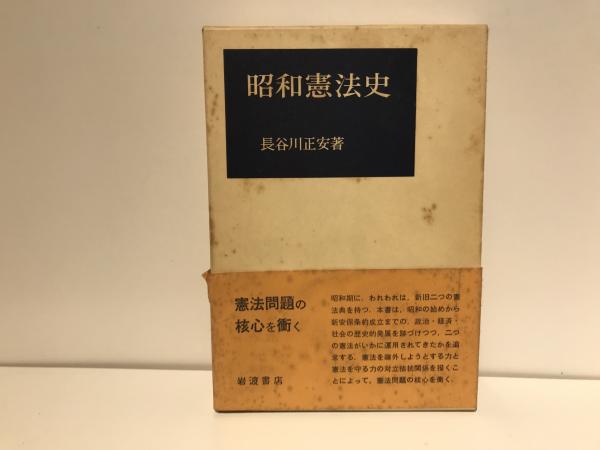 昭和憲法史
長谷川正安著
憲法問題の
核心を衝く
岩波書店
昭和期に、われわれは、新旧二つの憲
法典を持つ。本書は、昭和の始めから
新安保条約成立までの、政治・経済・
社会の歴史的発展を跡づけつつ、二つ
の憲法がいかに運用されてきたかを追
求する。憲法を疎外しようとする力と
憲法を守る力の対立拮抗関係を描くこ
とによって、憲法問題の核心を衝く。